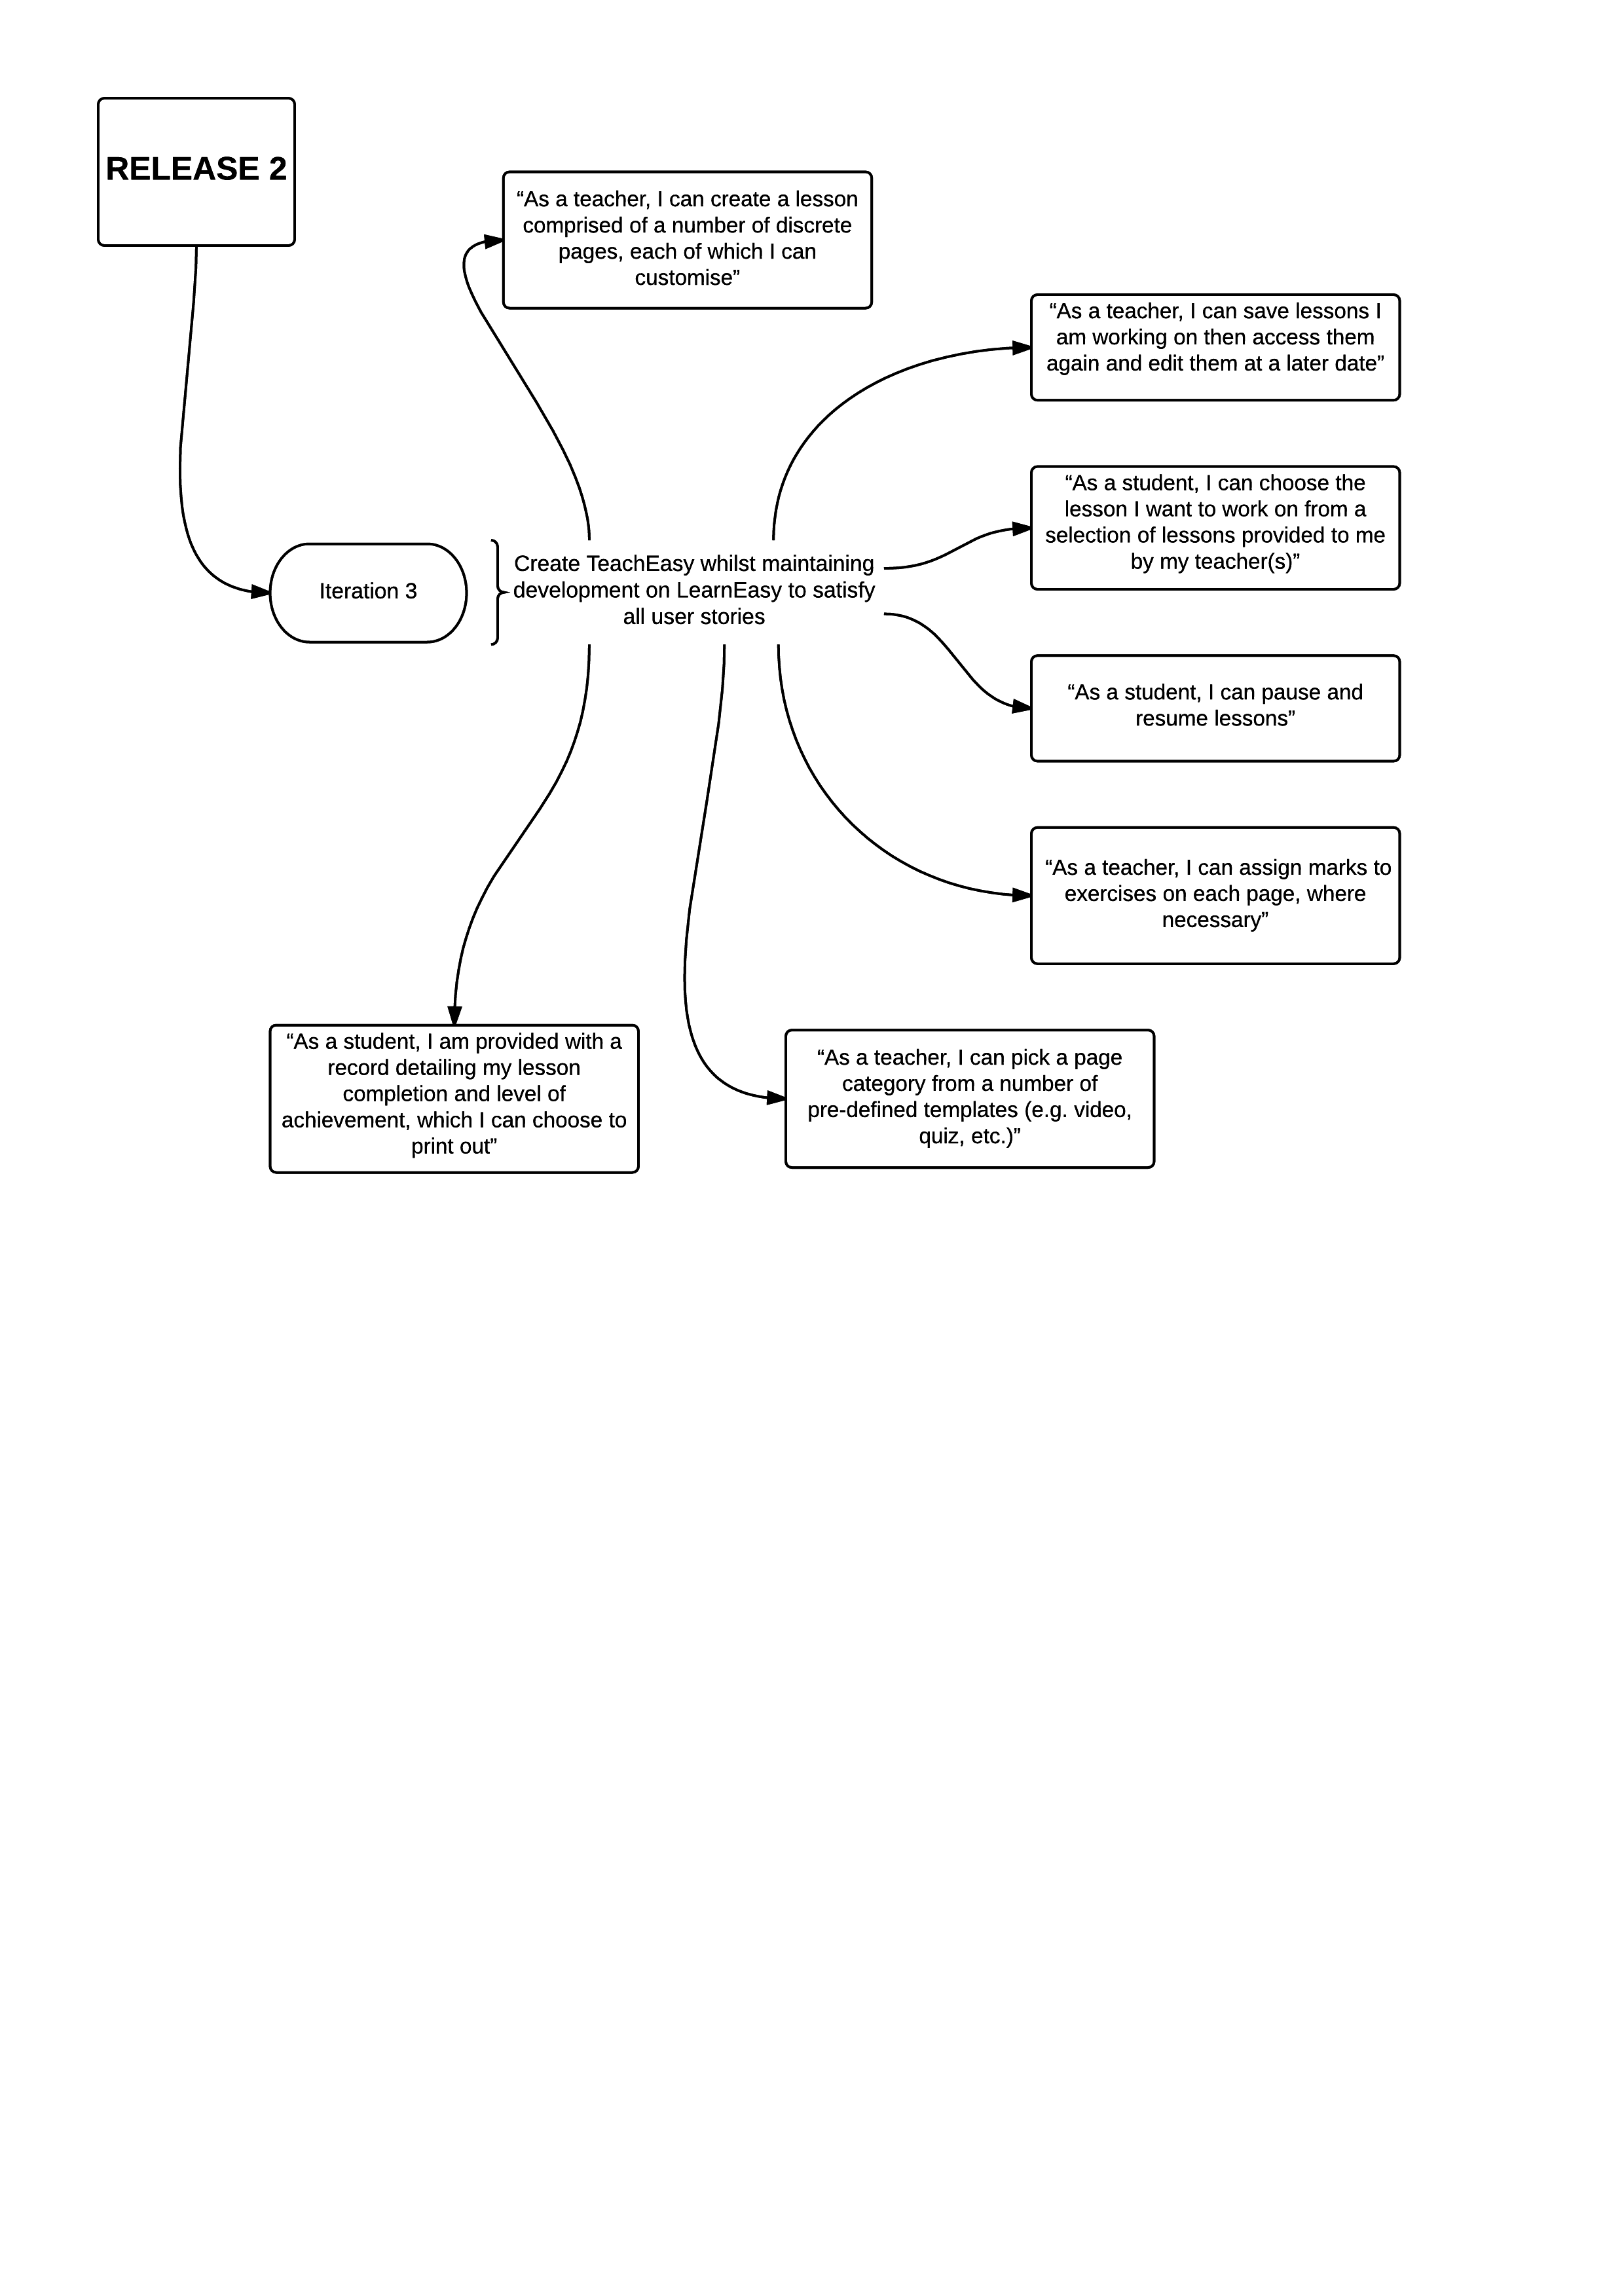 RELEASE 2
“As a teacher, I can create a lesson
comprised of a number of discrete
pages, each of which I can
customise”
“As a teacher, I can save lessons I
am working on then access them
again and edit them at a later date”
“As a student, I can choose the
lesson I want to work on from a
selection of lessons provided to me
by my teacher(s)”
Iteration 3
Create TeachEasy whilst maintaining
development on LearnEasy to satisfy
all user stories
“As a student, I can pause and
resume lessons”
“As a teacher, I can assign marks to
exercises on each page, where
necessary”
“As a student, I am provided with a
record detailing my lesson
completion and level of
achievement, which I can choose to
print out”
“As a teacher, I can pick a page
category from a number of
pre-defined templates (e.g. video,
quiz, etc.)”